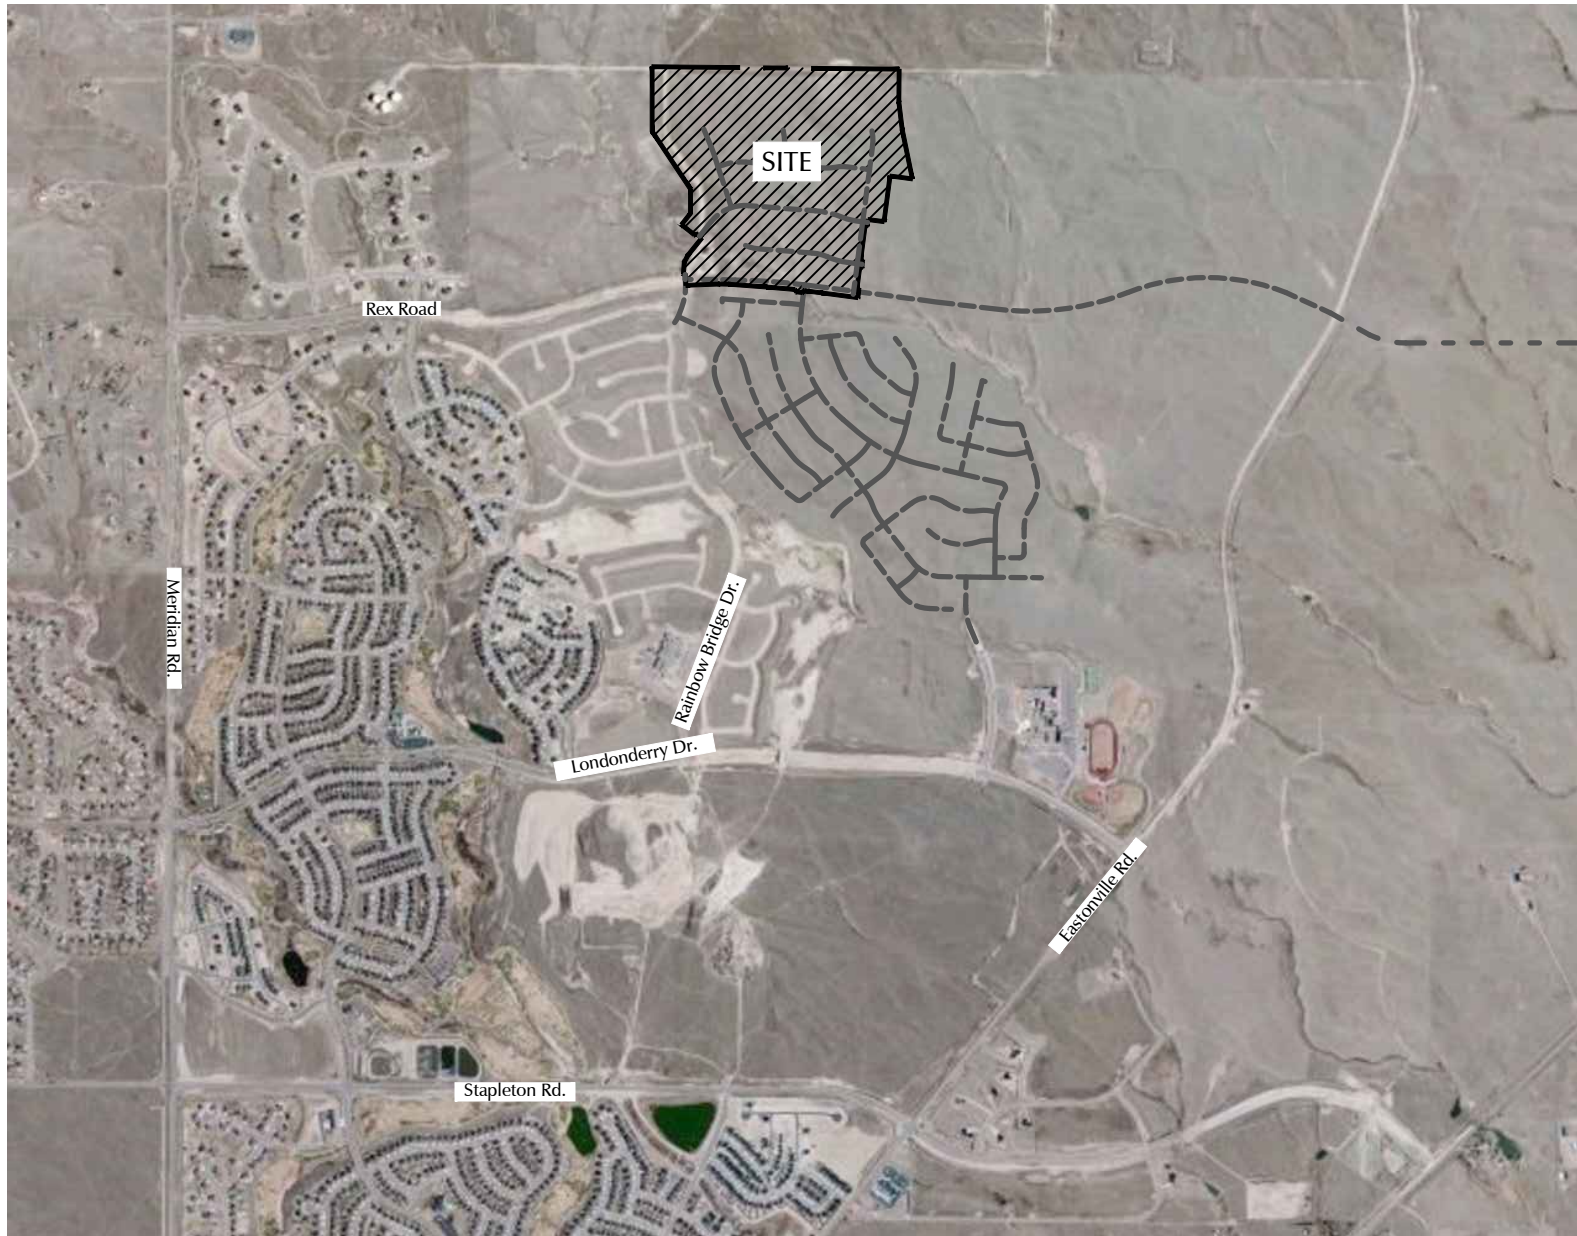 SITE
Rex Road
Meridian Rd.
Rainbow Bridge Dr.
Londonderry Dr.
Eastonville Rd.
Stapleton Rd.